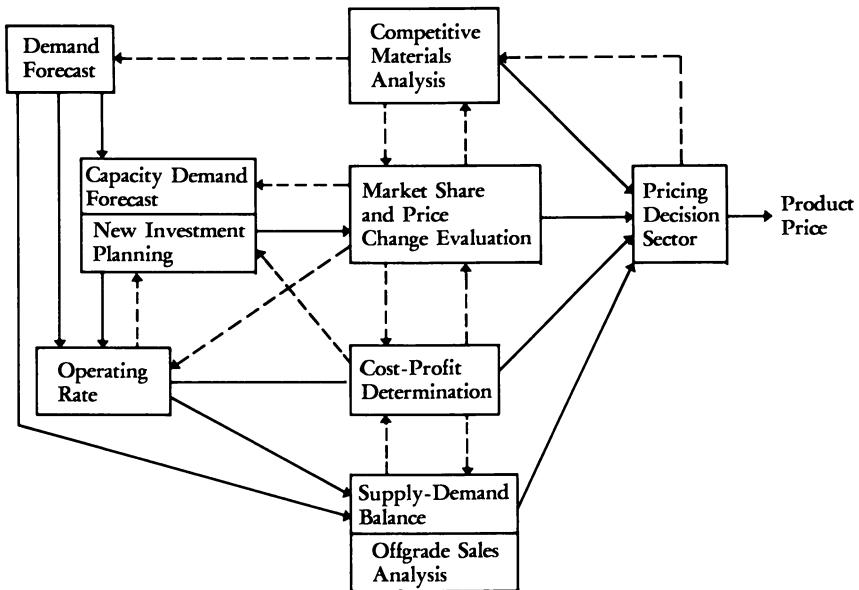 Demand
Forecast
Competitive
Materials
Analysis
Capacity Demand
Forecast
New Investment
Planning
Market Share
and Price
Change Evaluation
Pricing
Decision
Sector
Product
Price
Operating
Rate
Cost-Profit
Determination
Supply-Demand
Balance
Offgrade Sales
Analysis